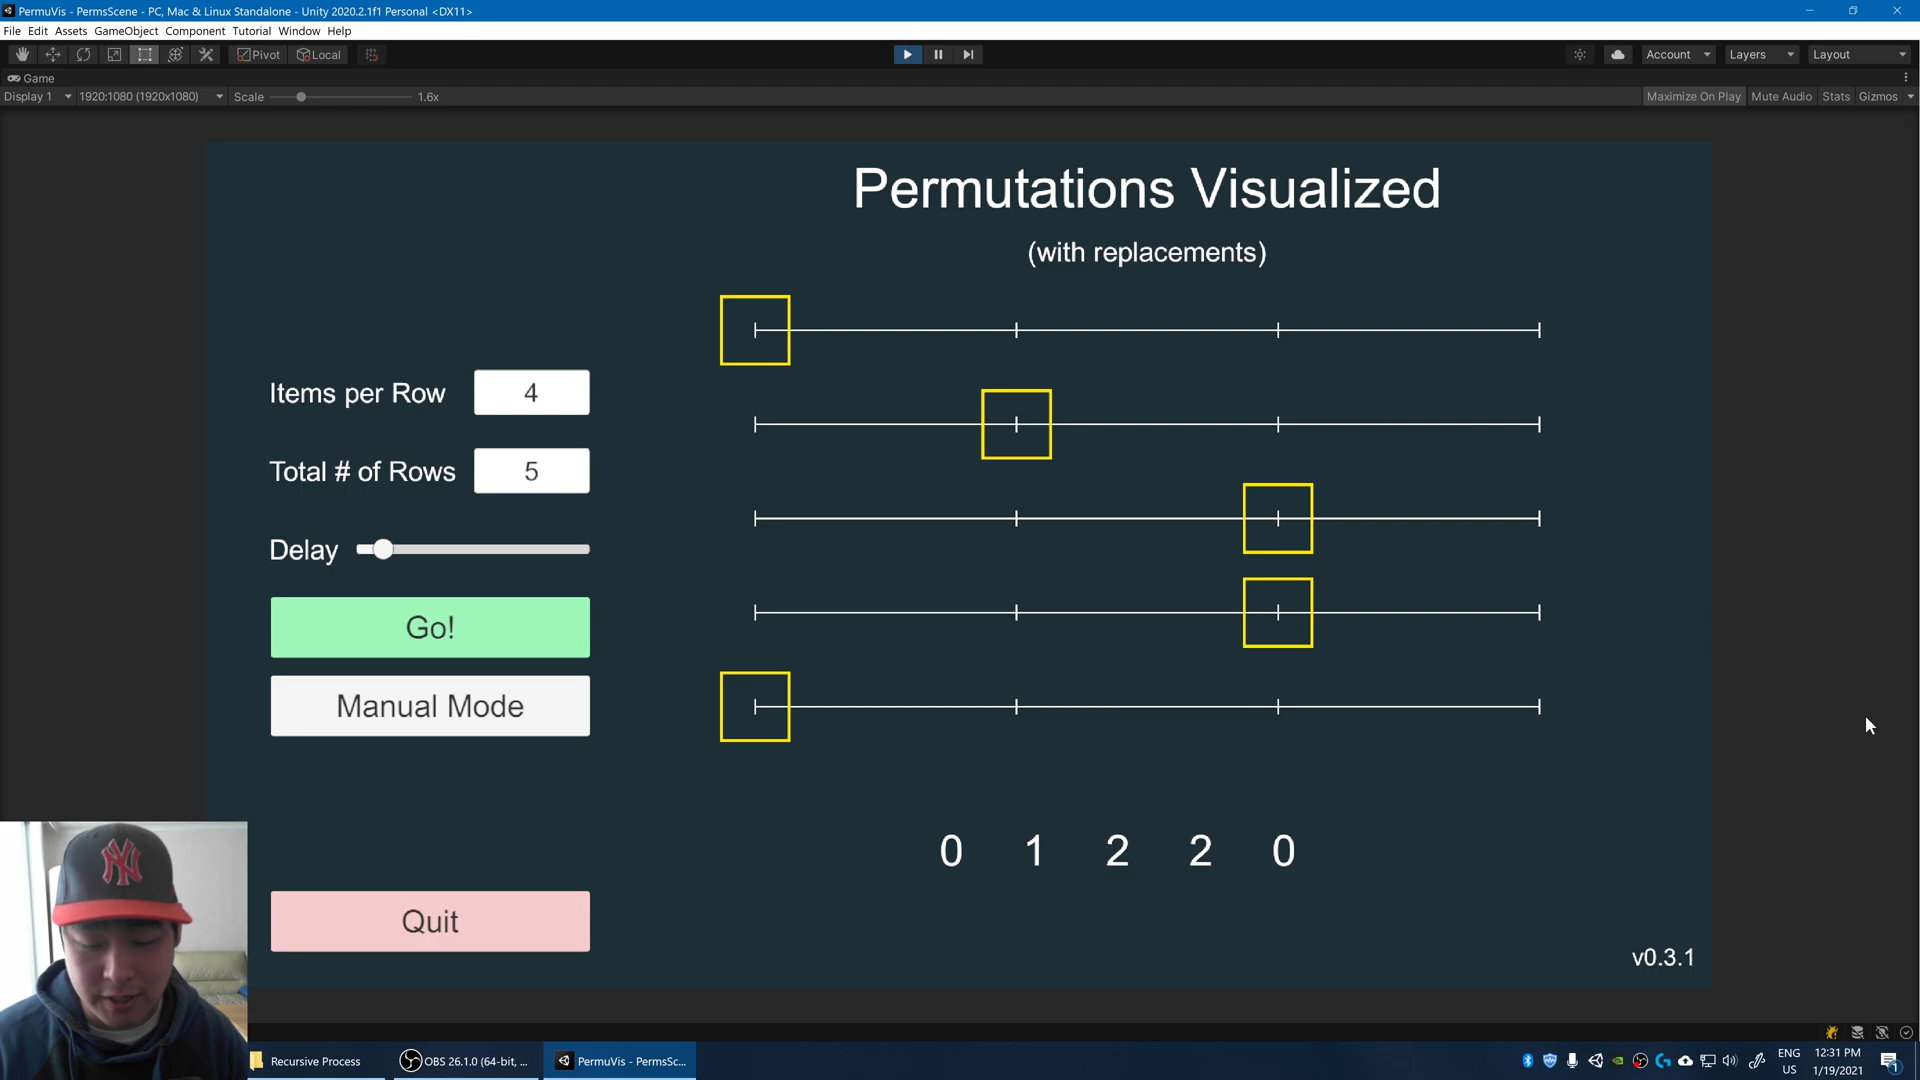 PermuVis - PermsScene - PC, Mac & Linux Standalone - Unity 2020.2.1f1 Personal <DX11>
File Edit Assets GameObject Component Tutorial Window Help
Pivot Local Account Layers Layout
Game
Display 1 1920:1080 (1920x1080) Scale 1.6x Maximize On Play Mute Audio Stats Gizmos
Permutations Visualized
(with replacements)
Items per Row 4
Total # of Rows 5
Delay
Go!
Manual Mode
0 1 2 2 0
Quit
v0.3.1
NY
Recursive Process
OBS 26.1.0 (64-bit, ...
PermuVis - PermsSc...
ENG
US
12:31 PM
1/19/2021
1